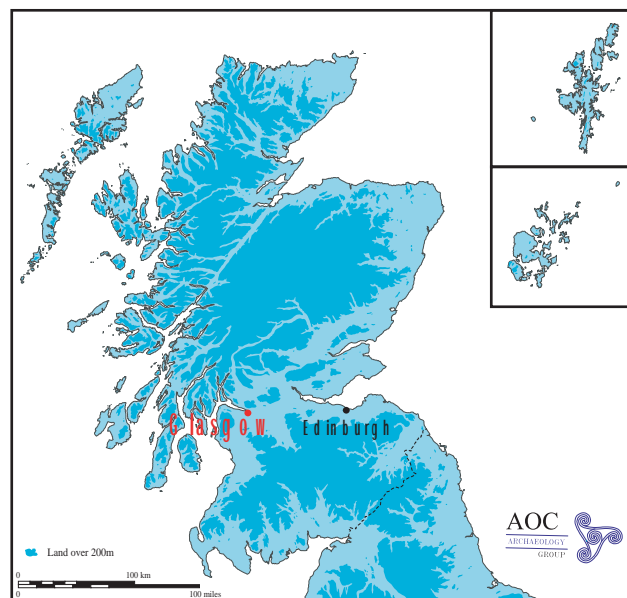 Glasgow
Edinburgh
Land over 200m
0 100 km
0 100 miles
AOC
ARCHAEOLOGY
GROUP